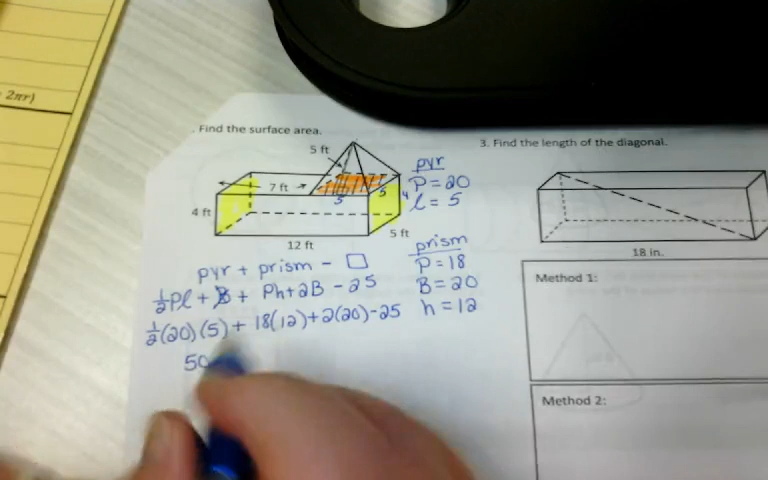 = 2πr)
. Find the surface area.
5 ft
7 ft
4 ft
12 ft
5 ft
5
5
4
pyr
P = 20
l = 5
pyr + prism - □
½Pl + B + Ph + 2B - 25
½(20)(5) + 18(12) + 2(20) - 25
50
prism
P = 18
B = 20
h = 12
3. Find the length of the diagonal.
18 in.
Method 1:
Method 2: